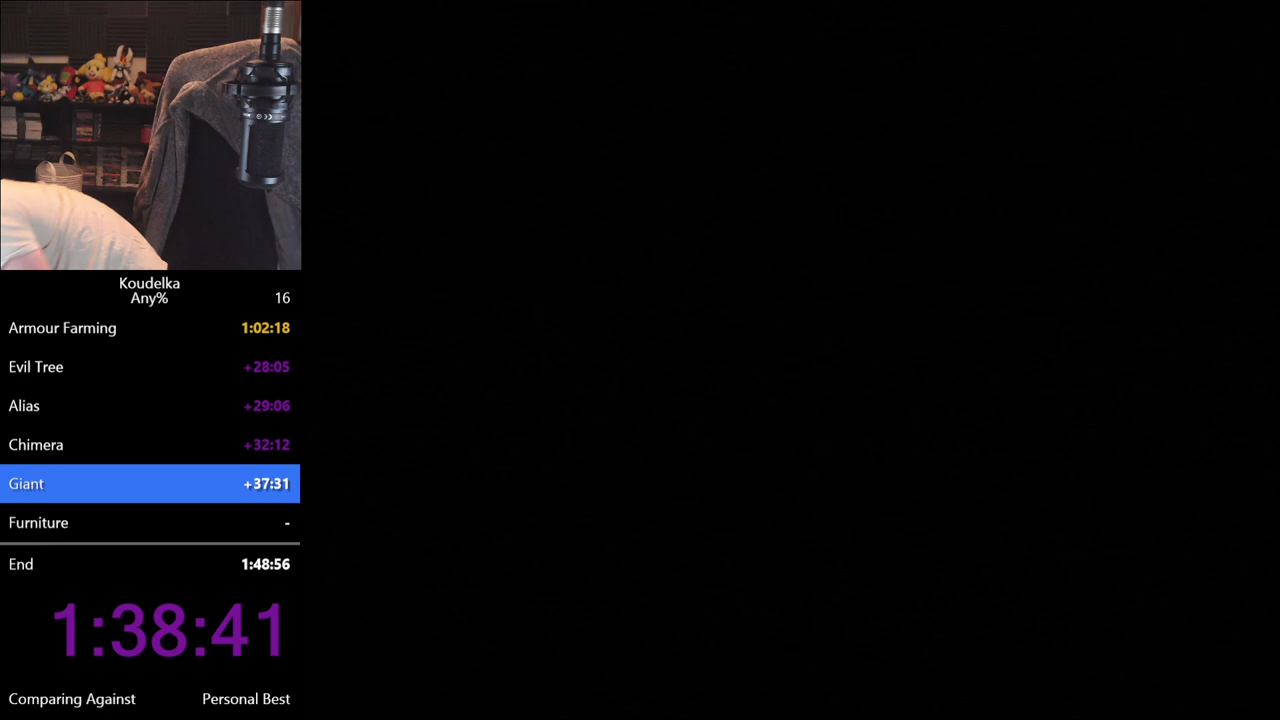 Koudelka
Any% 16
Armour Farming 1:02:18
Evil Tree +28:05
Alias +29:06
Chimera +32:12
Giant +37:31
Furniture -
End 1:48:56
1:38:41
Comparing Against Personal Best